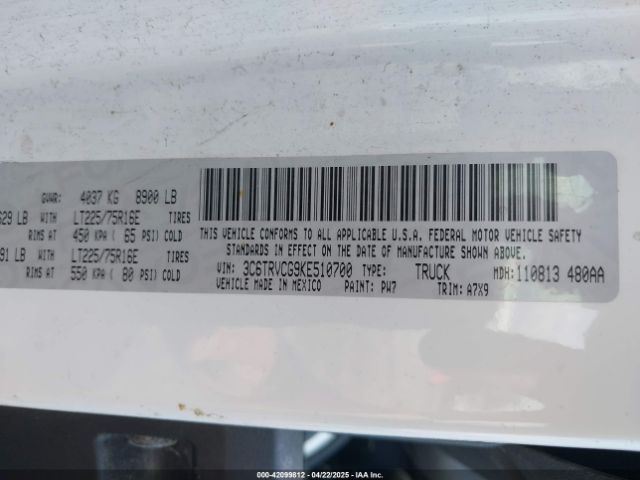 GVWR: 4037 KG 8900 LB
629 LB WITH LT225/75R16E TIRES
RIMS AT 450 KPA ( 65 PSI) COLD
91 LB WITH LT225/75R16E TIRES
RIMS AT 550 KPA ( 80 PSI) COLD
THIS VEHICLE CONFORMS TO ALL APPLICABLE U.S.A. FEDERAL MOTOR VEHICLE SAFETY
STANDARDS IN EFFECT ON THE DATE OF MANUFACTURE SHOWN ABOVE.
VIN: 3C6TRVCG9KE510700 TYPE: TRUCK MDH: 110813 480AA
VEHICLE MADE IN MEXICO PAINT: PW7 TRIM: A7X9
000-42099812 - 04/22/2025 - IAA Inc.